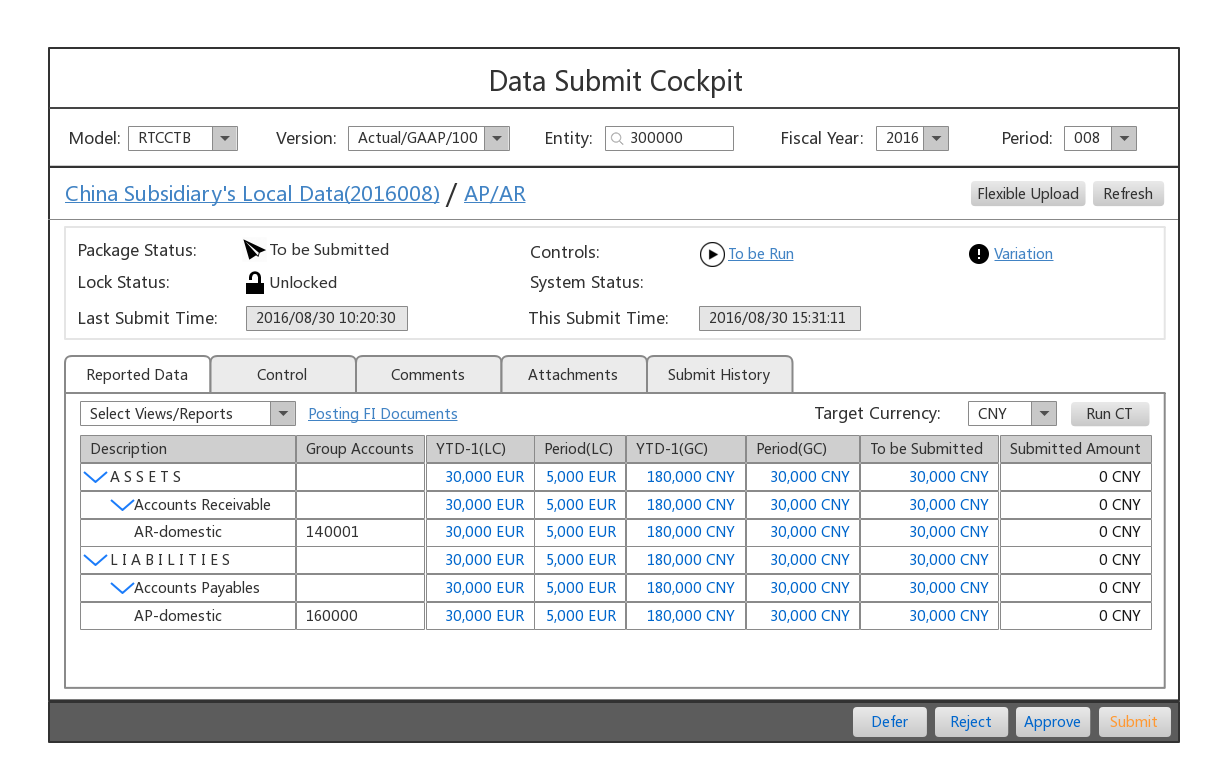 Data Submit Cockpit
Model: RTCCTB Version: Actual/GAAP/100 Entity: 300000 Fiscal Year: 2016 Period: 008
China Subsidiary's Local Data(2016008) / AP/AR Flexible Upload Refresh
Package Status: To be Submitted Controls: To be Run Variation
Lock Status: Unlocked System Status:
Last Submit Time: 2016/08/30 10:20:30 This Submit Time: 2016/08/30 15:31:11
Reported Data Control Comments Attachments Submit History
Select Views/Reports Posting FI Documents Target Currency: CNY Run CT
Description Group Accounts YTD-1(LC) Period(LC) YTD-1(GC) Period(GC) To be Submitted Submitted Amount
A S S E T S 30,000 EUR 5,000 EUR 180,000 CNY 30,000 CNY 30,000 CNY 0 CNY
Accounts Receivable 30,000 EUR 5,000 EUR 180,000 CNY 30,000 CNY 30,000 CNY 0 CNY
AR-domestic 140001 30,000 EUR 5,000 EUR 180,000 CNY 30,000 CNY 30,000 CNY 0 CNY
L I A B I L I T I E S 30,000 EUR 5,000 EUR 180,000 CNY 30,000 CNY 30,000 CNY 0 CNY
Accounts Payables 30,000 EUR 5,000 EUR 180,000 CNY 30,000 CNY 30,000 CNY 0 CNY
AP-domestic 160000 30,000 EUR 5,000 EUR 180,000 CNY 30,000 CNY 30,000 CNY 0 CNY
Defer Reject Approve Submit